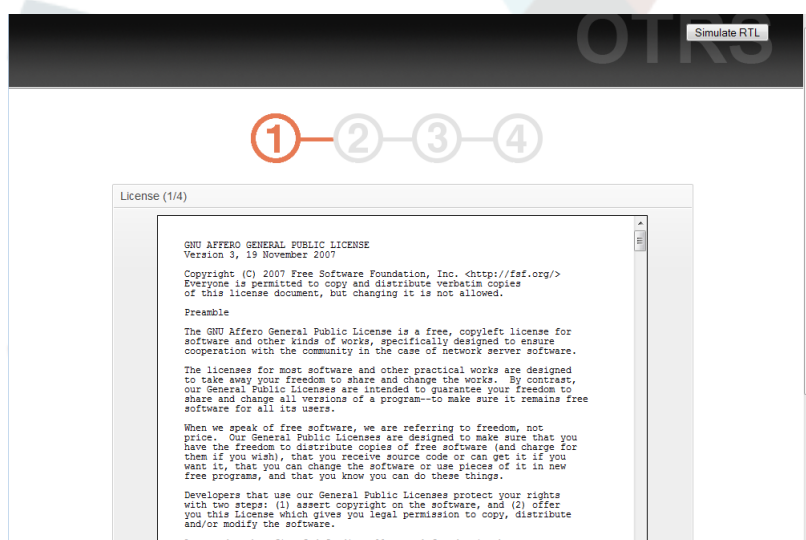 OTRS
Simulate RTL
1 2 3 4
License (1/4)
GNU AFFERO GENERAL PUBLIC LICENSE
Version 3, 19 November 2007
Copyright (C) 2007 Free Software Foundation, Inc. <http://fsf.org/>
Everyone is permitted to copy and distribute verbatim copies
of this license document, but changing it is not allowed.
Preamble
The GNU Affero General Public License is a free, copyleft license for
software and other kinds of works, specifically designed to ensure
cooperation with the community in the case of network server software.
The licenses for most software and other practical works are designed
to take away your freedom to share and change the works. By contrast,
our General Public Licenses are intended to guarantee your freedom to
share and change all versions of a program--to make sure it remains free
software for all its users.
When we speak of free software, we are referring to freedom, not
price. Our General Public Licenses are designed to make sure that you
have the freedom to distribute copies of free software (and charge for
them if you wish), that you receive source code or can get it if you
want it, that you can change the software or use pieces of it in new
free programs, and that you know you can do these things.
Developers that use our General Public Licenses protect your rights
with two steps: (1) assert copyright on the software, and (2) offer
you this License which gives you legal permission to copy, distribute
and/or modify the software.